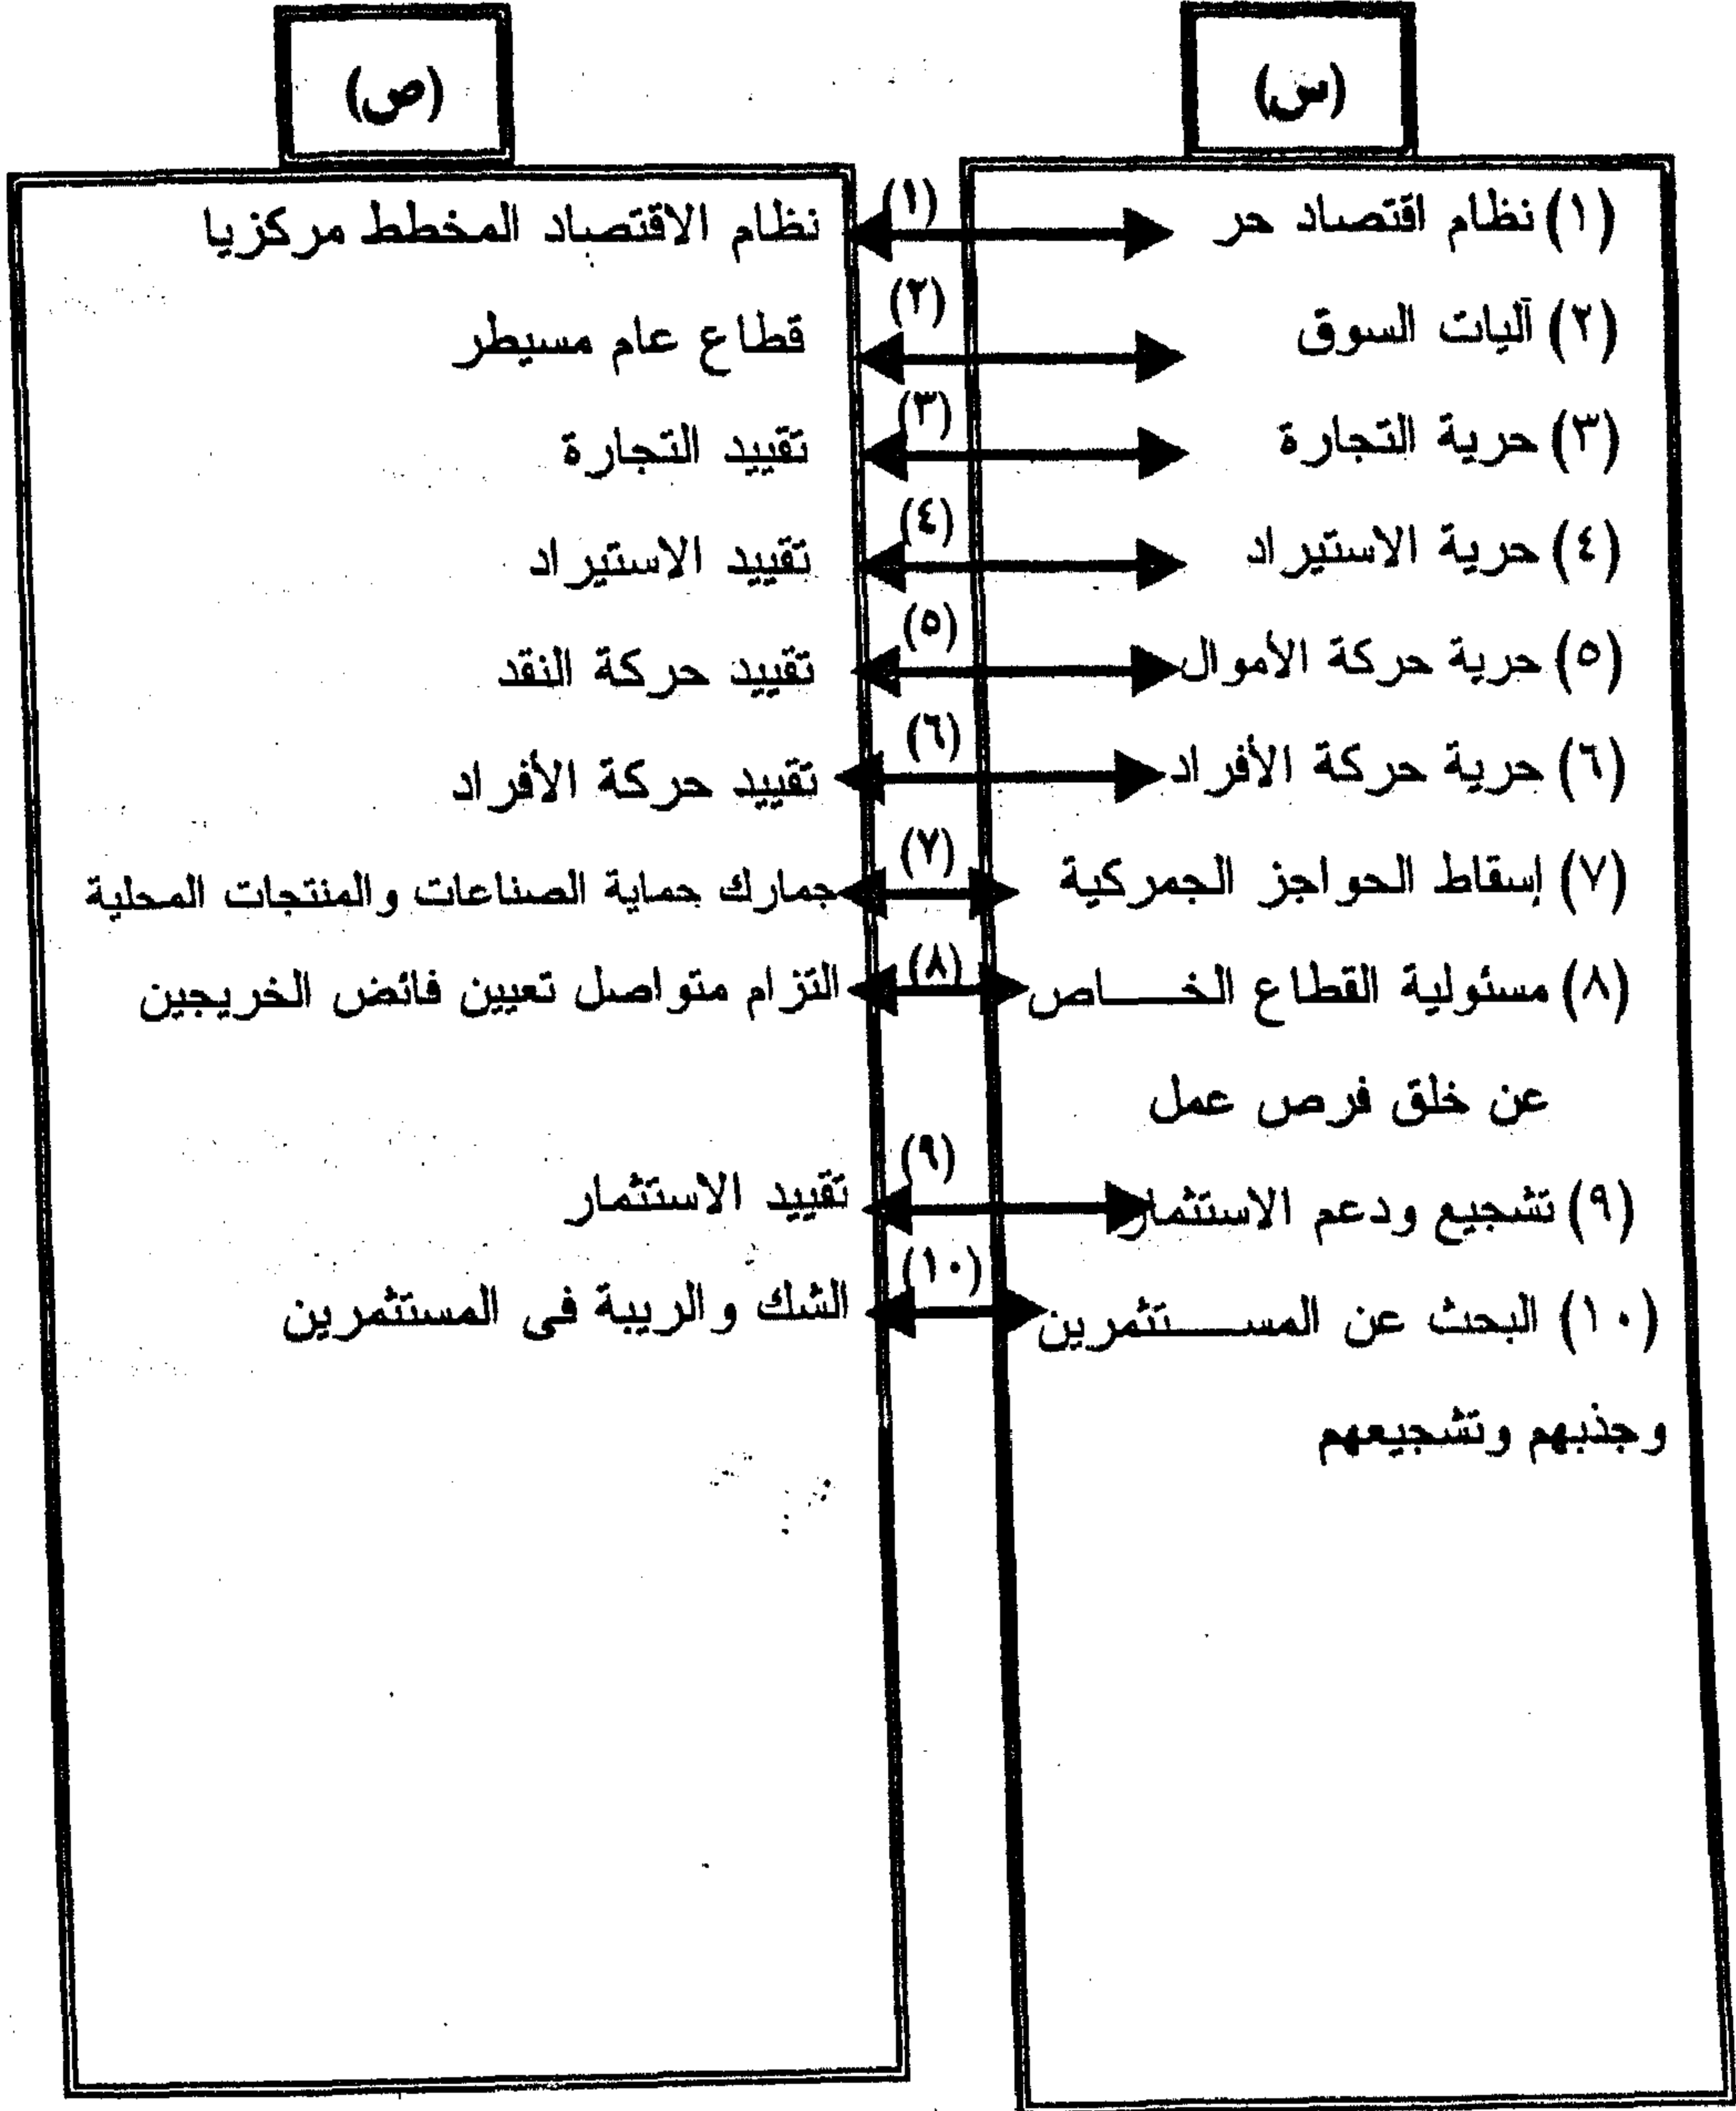 (س)
(ص)
(١) نظام اقتصاد حر (١) نظام الاقتصاد المخطط مركزيا
(٢) آليات السوق (٢) قطاع عام مسيطر
(٣) حرية التجارة (٣) تقييد التجارة
(٤) حرية الاستيراد (٤) تقييد الاستيراد
(٥) حرية حركة الأموال (٥) تقييد حركة النقد
(٦) حرية حركة الأفراد (٦) تقييد حركة الأفراد
(٧) إسقاط الحواجز الجمركية (٧) جمارك حماية الصناعات والمنتجات المحلية
(٨) مسئولية القطاع الخـــــاص (٨) التزام متواصل تعيين فائض الخريجين
عن خلق فرص عمل
(٩) تشجيع ودعم الاستثمار (٩) تقييد الاستثمار
(١٠) البحث عن المســـــتثمرين (١٠) الشك والريبة فى المستثمرين
وجذبهم وتشجيعهم